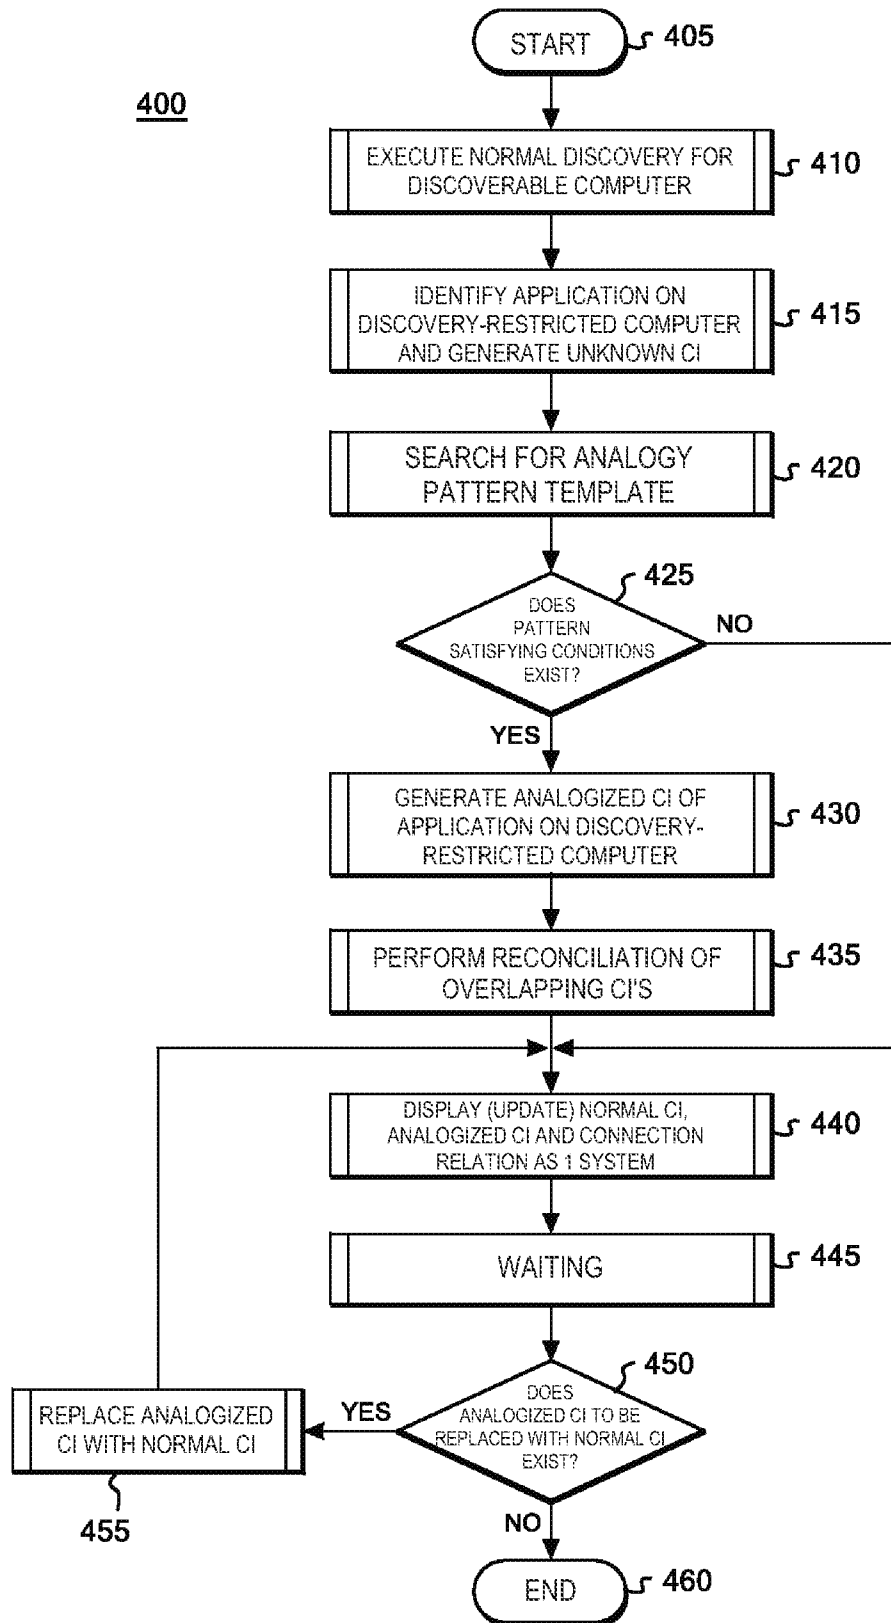 START
405
400
EXECUTE NORMAL DISCOVERY FOR
DISCOVERABLE COMPUTER
410
IDENTIFY APPLICATION ON
DISCOVERY-RESTRICTED COMPUTER
AND GENERATE UNKNOWN CI
415
SEARCH FOR ANALOGY
PATTERN TEMPLATE
420
425
DOES
PATTERN
SATISFYING CONDITIONS
EXIST?
NO
YES
GENERATE ANALOGIZED CI OF
APPLICATION ON DISCOVERY-
RESTRICTED COMPUTER
430
PERFORM RECONCILIATION OF
OVERLAPPING CI'S
435
DISPLAY (UPDATE) NORMAL CI,
ANALOGIZED CI AND CONNECTION
RELATION AS 1 SYSTEM
440
WAITING
445
450
DOES
ANALOGIZED CI TO BE
REPLACED WITH NORMAL CI
EXIST?
YES
REPLACE ANALOGIZED
CI WITH NORMAL CI
455
NO
END
460